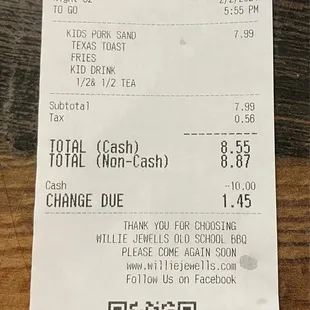 TO GO 5:55 PM
KIDS PORK SAND 7.99
TEXAS TOAST
FRIES
KID DRINK
1/2& 1/2 TEA
Subtotal 7.99
Tax 0.56
TOTAL (Cash) 8.55
TOTAL (Non-Cash) 8.87
Cash -10.00
CHANGE DUE 1.45
THANK YOU FOR CHOOSING
WILLIE JEWELLS OLD SCHOOL BBQ
PLEASE COME AGAIN SOON
www.williejewells.com
Follow Us on Facebook